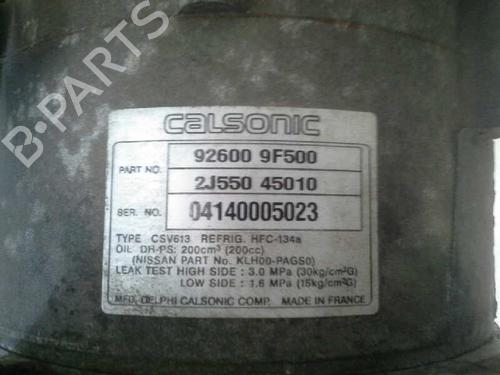 CALSONIC
PART NO. 92600 9F500
2J550 45010
SER. NO. 04140005023
TYPE CSV613 REFRIG. HFC-134a
OIL DH-PS: 200cm³ (200cc)
(NISSAN PART No. KLH00-PAGS0)
LEAK TEST HIGH SIDE : 3.0 MPa (30kg/cm²G)
LOW SIDE : 1.6 MPa (15kg/cm²G)
MFD. DELPHI CALSONIC COMP. MADE IN FRANCE
B-PARTS